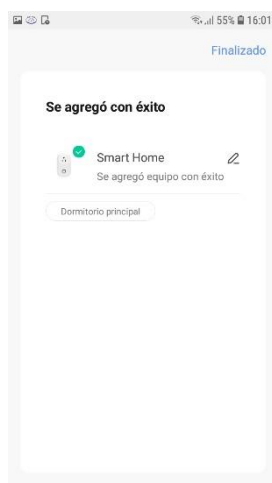 55% 16:01
Finalizado
Se agregó con éxito
Smart Home
Se agregó equipo con éxito
Dormitorio principal